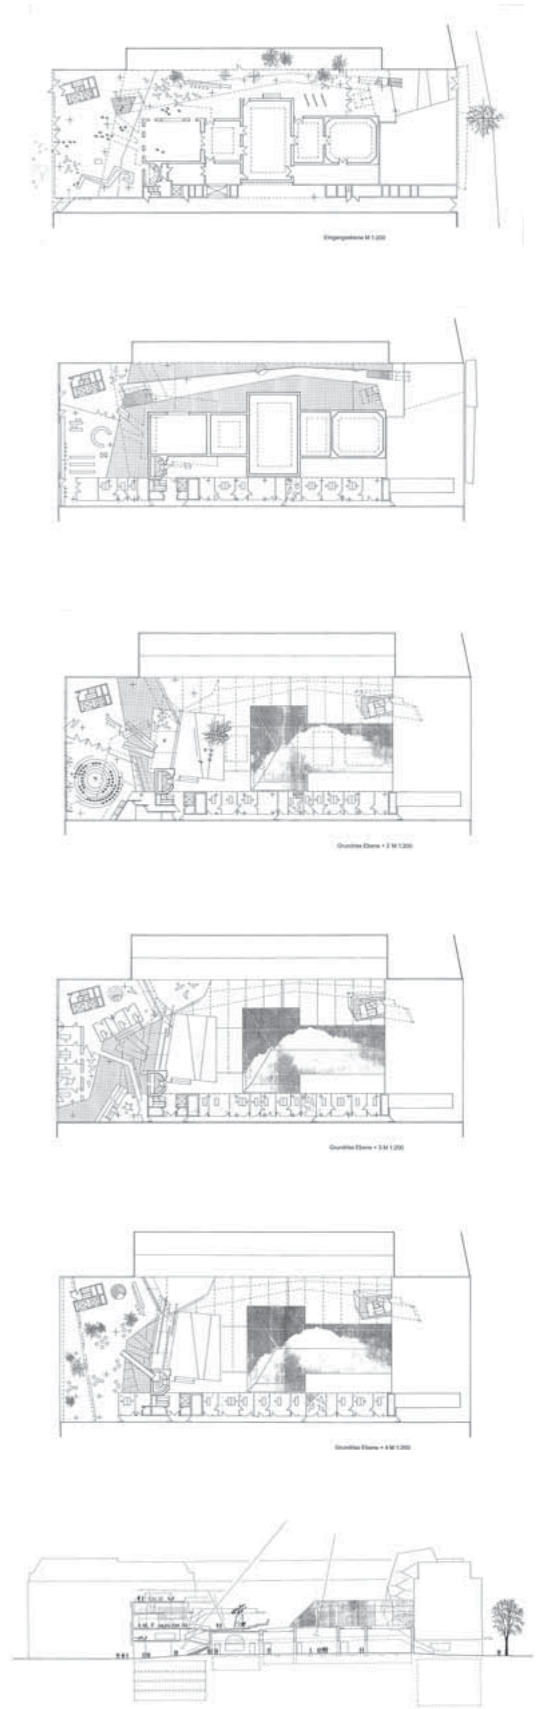 Eingangsebene M 1:200
Grundriss Ebene + 2 M 1:200
Grundriss Ebene + 3 M 1:200
Grundriss Ebene + 4 M 1:200